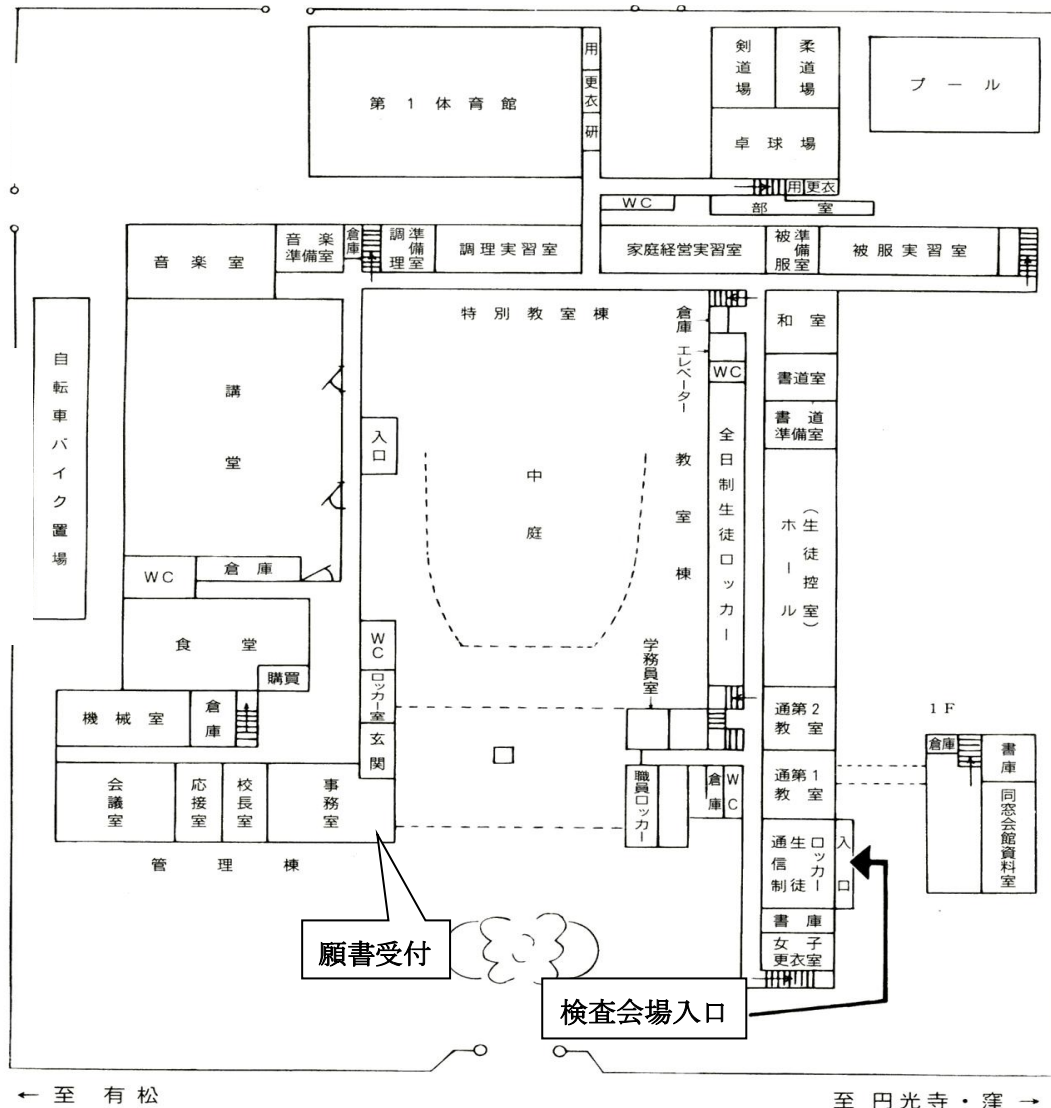 第１体育館
用
更衣
研
剣道場
柔道場
卓球場
プール
用
更衣
WC
部室
音楽室
音楽
準備室
倉庫
調理
準備室
調理実習室
家庭経営実習室
被服
準備室
被服実習室
特別教室棟
倉庫
エレベーター
WC
和室
書道室
書道
準備室
自転車バイク置場
講堂
入口
中庭
教室棟
全日制生徒ロッカー
ホール
(生徒控室)
WC
倉庫
食堂
購買
WC
ロッカー室
玄関
学務員室
機械室
倉庫
通第2
教室
1F
倉庫
書庫
同窓会館資料室
会議室
応接室
校長室
事務室
職員ロッカー
倉庫
WC
通第1
教室
通信制
生徒
ロッカー
入口
管理棟
書庫
女子
更衣室
願書受付
検査会場入口
← 至 有松
至 円光寺・窪 →